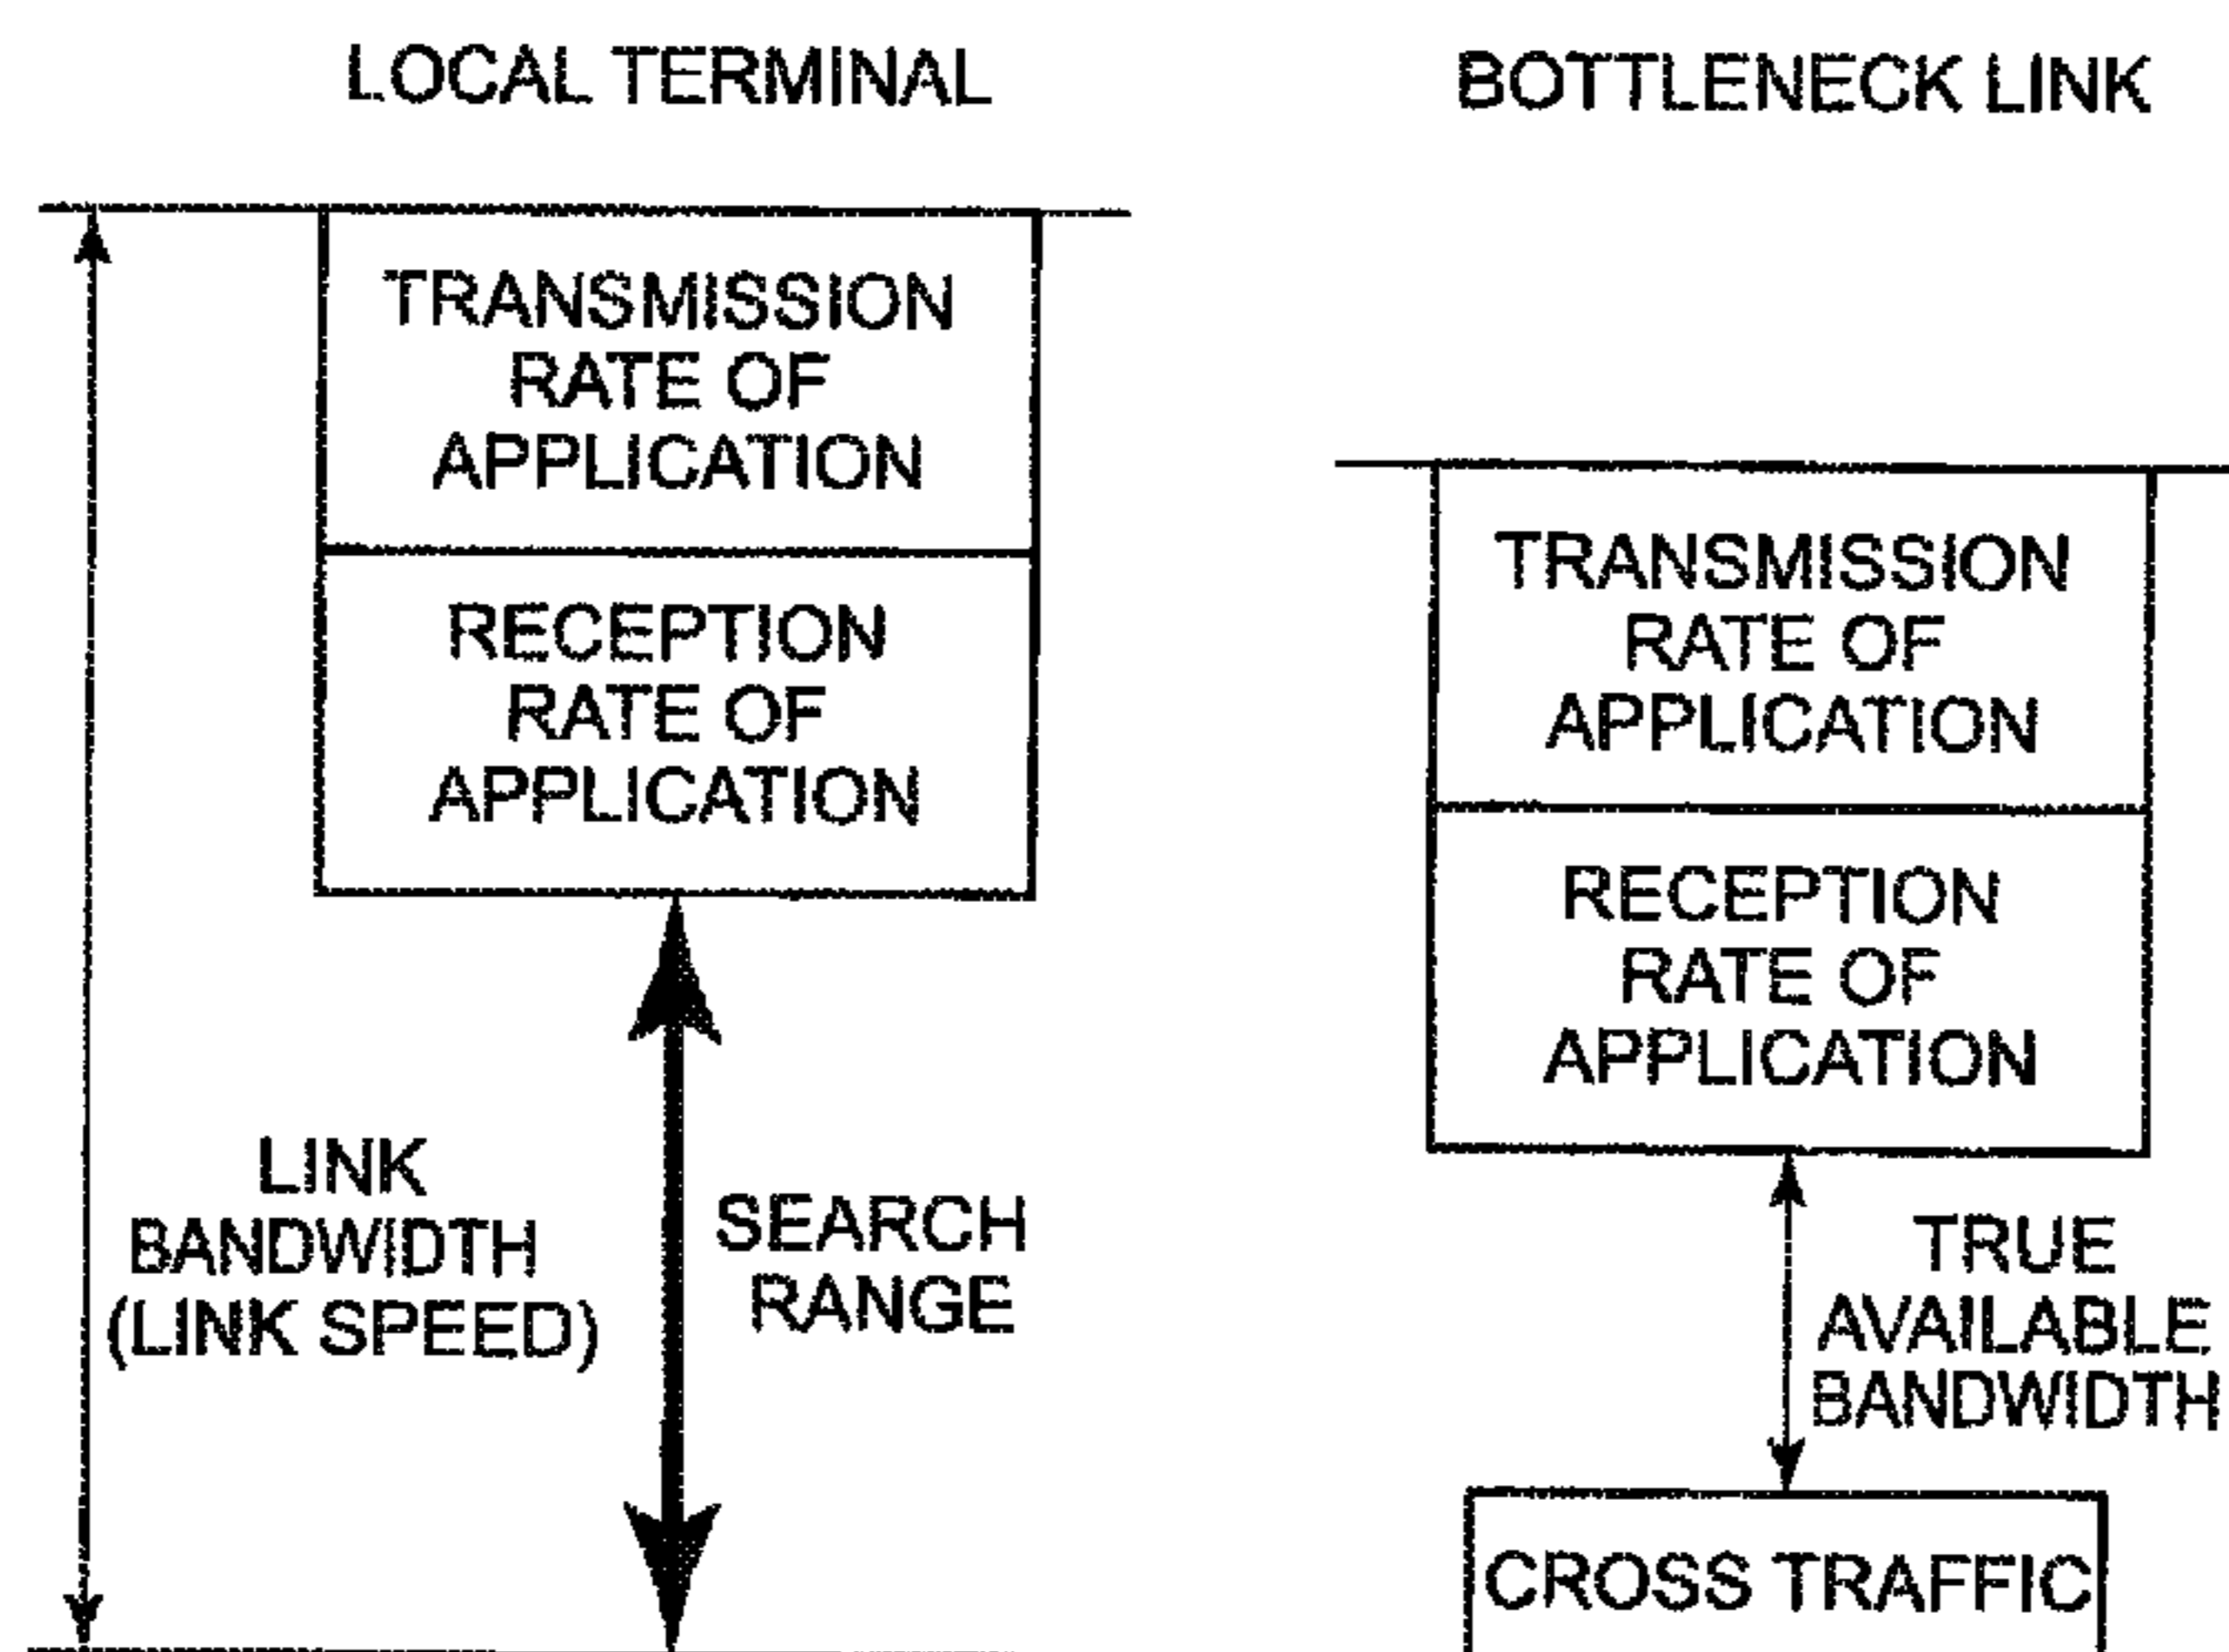 LOCAL TERMINAL
BOTTLENECK LINK
TRANSMISSION
RATE OF
APPLICATION
RECEPTION
RATE OF
APPLICATION
LINK
BANDWIDTH
(LINK SPEED)
SEARCH
RANGE
TRANSMISSION
RATE OF
APPLICATION
RECEPTION
RATE OF
APPLICATION
TRUE
AVAILABLE
BANDWIDTH
CROSS TRAFFIC